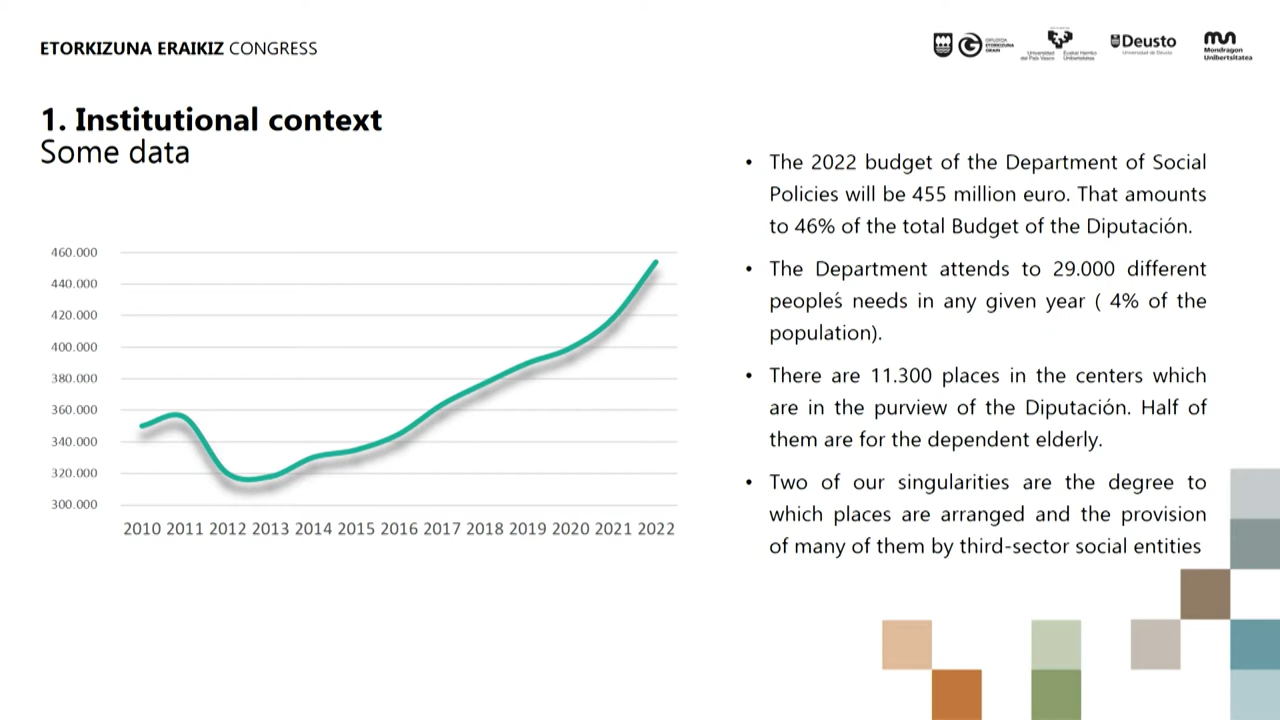 ETORKIZUNA ERAIKIZ CONGRESS
Deusto
Universidad de Deusto
Mondragon
Unibertsitatea
1. Institutional context
Some data
460.000
440.000
420.000
400.000
380.000
360.000
340.000
320.000
300.000
2010 2011 2012 2013 2014 2015 2016 2017 2018 2019 2020 2021 2022
• The 2022 budget of the Department of Social
Policies will be 455 million euro. That amounts
to 46% of the total Budget of the Diputación.
• The Department attends to 29.000 different
people´s needs in any given year ( 4% of the
population).
• There are 11.300 places in the centers which
are in the purview of the Diputación. Half of
them are for the dependent elderly.
• Two of our singularities are the degree to
which places are arranged and the provision
of many of them by third-sector social entities